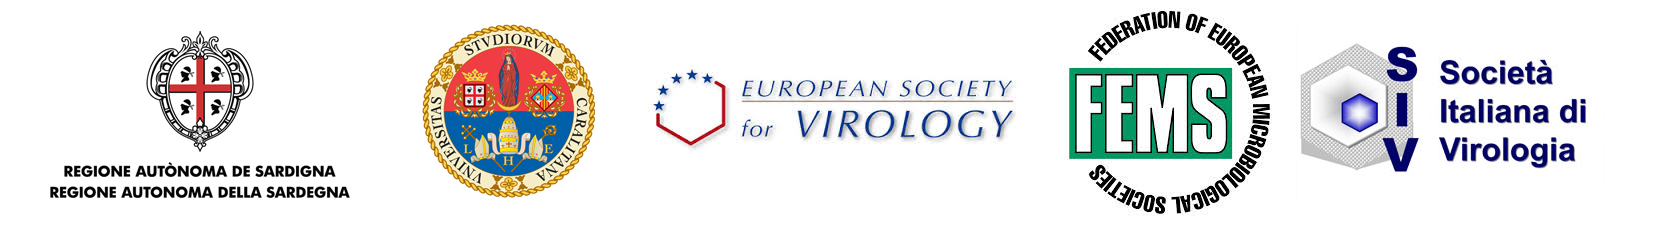 REGIONE AUTÒNOMA DE SARDIGNA
REGIONE AUTONOMA DELLA SARDEGNA
STVDIORVM
VNIVERSITAS
CARALITANA
L H E
EUROPEAN SOCIETY
for VIROLOGY
FEDERATION OF EUROPEAN MICROBIOLOGICAL SOCIETIES
FEMS
SIV
Società
Italiana di
Virologia